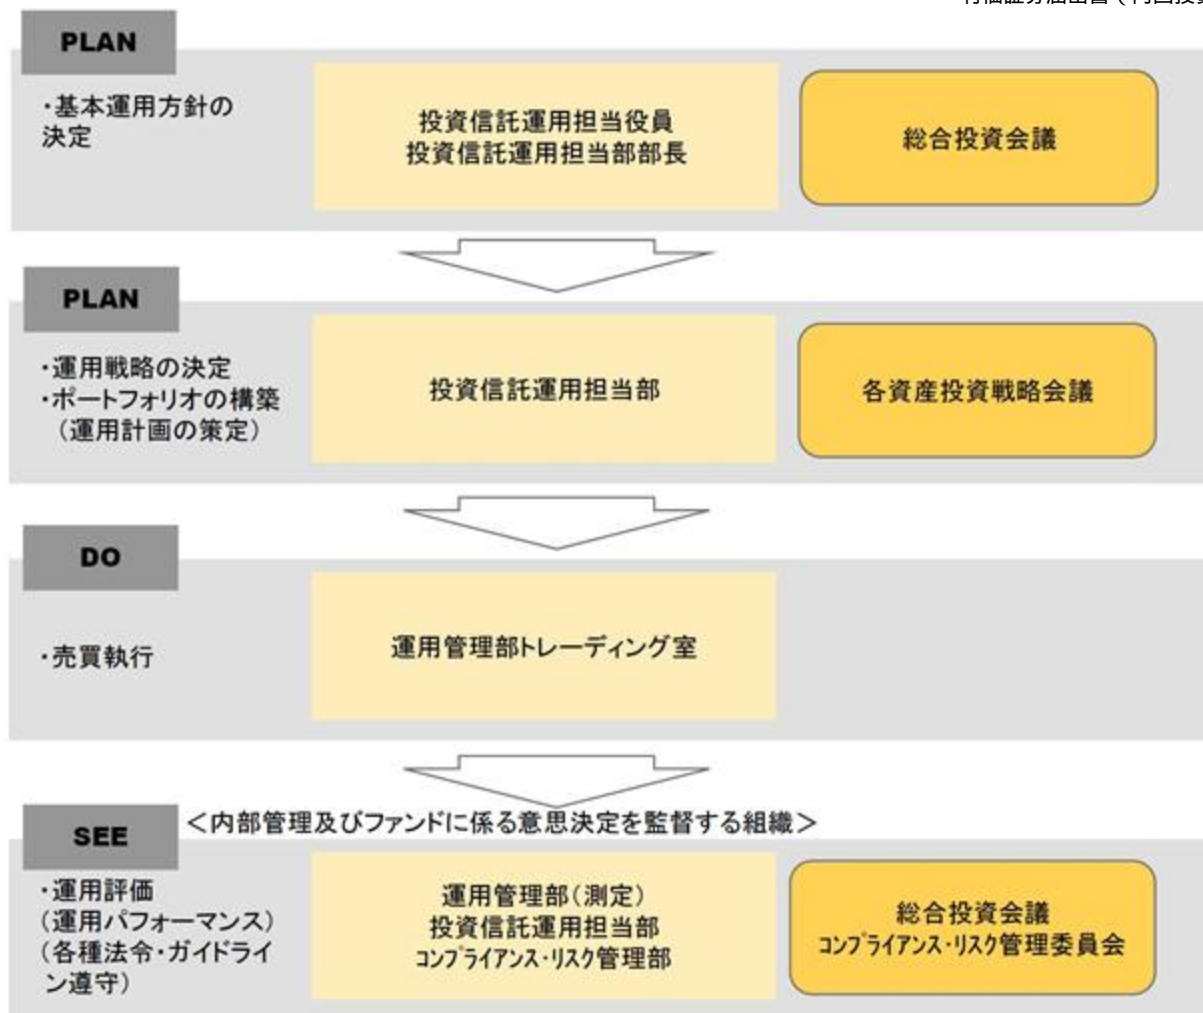 PLAN
・基本運用方針の
決定
投資信託運用担当役員
投資信託運用担当部部長
総合投資会議
PLAN
・運用戦略の決定
・ポートフォリオの構築
（運用計画の策定）
投資信託運用担当部
各資産投資戦略会議
DO
・売買執行
運用管理部トレーディング室
＜内部管理及びファンドに係る意思決定を監督する組織＞
SEE
・運用評価
（運用パフォーマンス）
（各種法令・ガイドライ
ン遵守）
運用管理部（測定）
投資信託運用担当部
ｺﾝﾌﾟﾗｲｱﾝｽ・ﾘｽｸ管理部
総合投資会議
ｺﾝﾌﾟﾗｲｱﾝｽ・ﾘｽｸ管理委員会